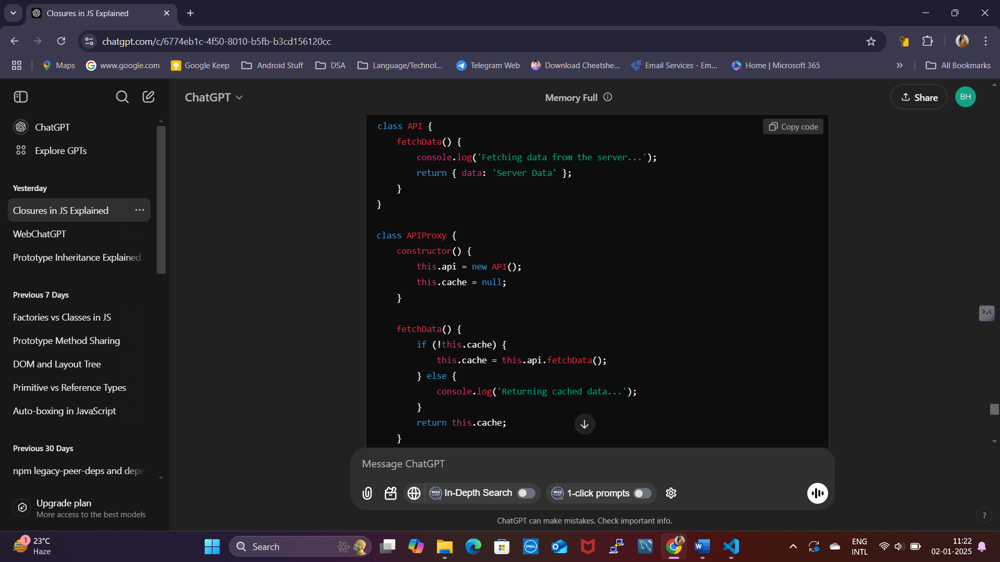 Closures in JS Explained
chatgpt.com/c/6774eb1c-4f50-8010-b5fb-b3cd156120cc
Maps
www.google.com
Google Keep
Android Stuff
DSA
Language/Technol...
Telegram Web
Download Cheatshe...
Email Services - Em...
Home | Microsoft 365
All Bookmarks
ChatGPT
Memory Full
Share
BH
ChatGPT
Explore GPTs
Yesterday
Closures in JS Explained
WebChatGPT
Prototype Inheritance Explained
Previous 7 Days
Factories vs Classes in JS
Prototype Method Sharing
DOM and Layout Tree
Primitive vs Reference Types
Auto-boxing in JavaScript
Previous 30 Days
npm legacy-peer-deps and depe
Upgrade plan
More access to the best models
Copy code
class API {
fetchData() {
console.log('Fetching data from the server...');
return { data: 'Server Data' };
}
}
class APIProxy {
constructor() {
this.api = new API();
this.cache = null;
}
fetchData() {
if (!this.cache) {
this.cache = this.api.fetchData();
} else {
console.log('Returning cached data...');
}
return this.cache;
}
Message ChatGPT
In-Depth Search
1-click prompts
ChatGPT can make mistakes. Check important info.
?
1
23°C
Haze
Search
DELL
ENG
INTL
11:22
02-01-2025